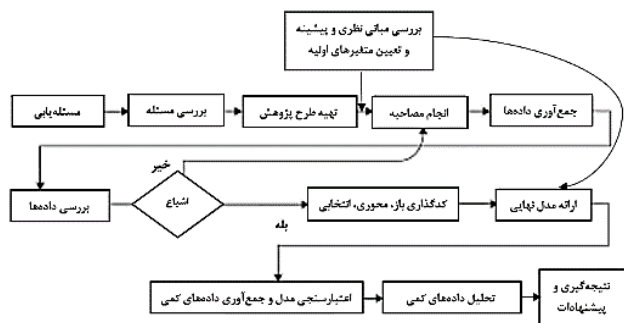 بررسی مبانی نظری و پیشینه
و تعیین متغیرهای اولیه
مسئله‌یابی
بررسی مسئله
تهیه طرح پژوهش
انجام مصاحبه
جمع‌آوری داده‌ها
خیر
بررسی داده‌ها
اشباع
کدگذاری باز، محوری، انتخابی
ارائه مدل نهایی
بله
اعتبارسنجی مدل و جمع‌آوری داده‌های کمی
تحلیل داده‌های کمی
نتیجه‌گیری و
پیشنهادات